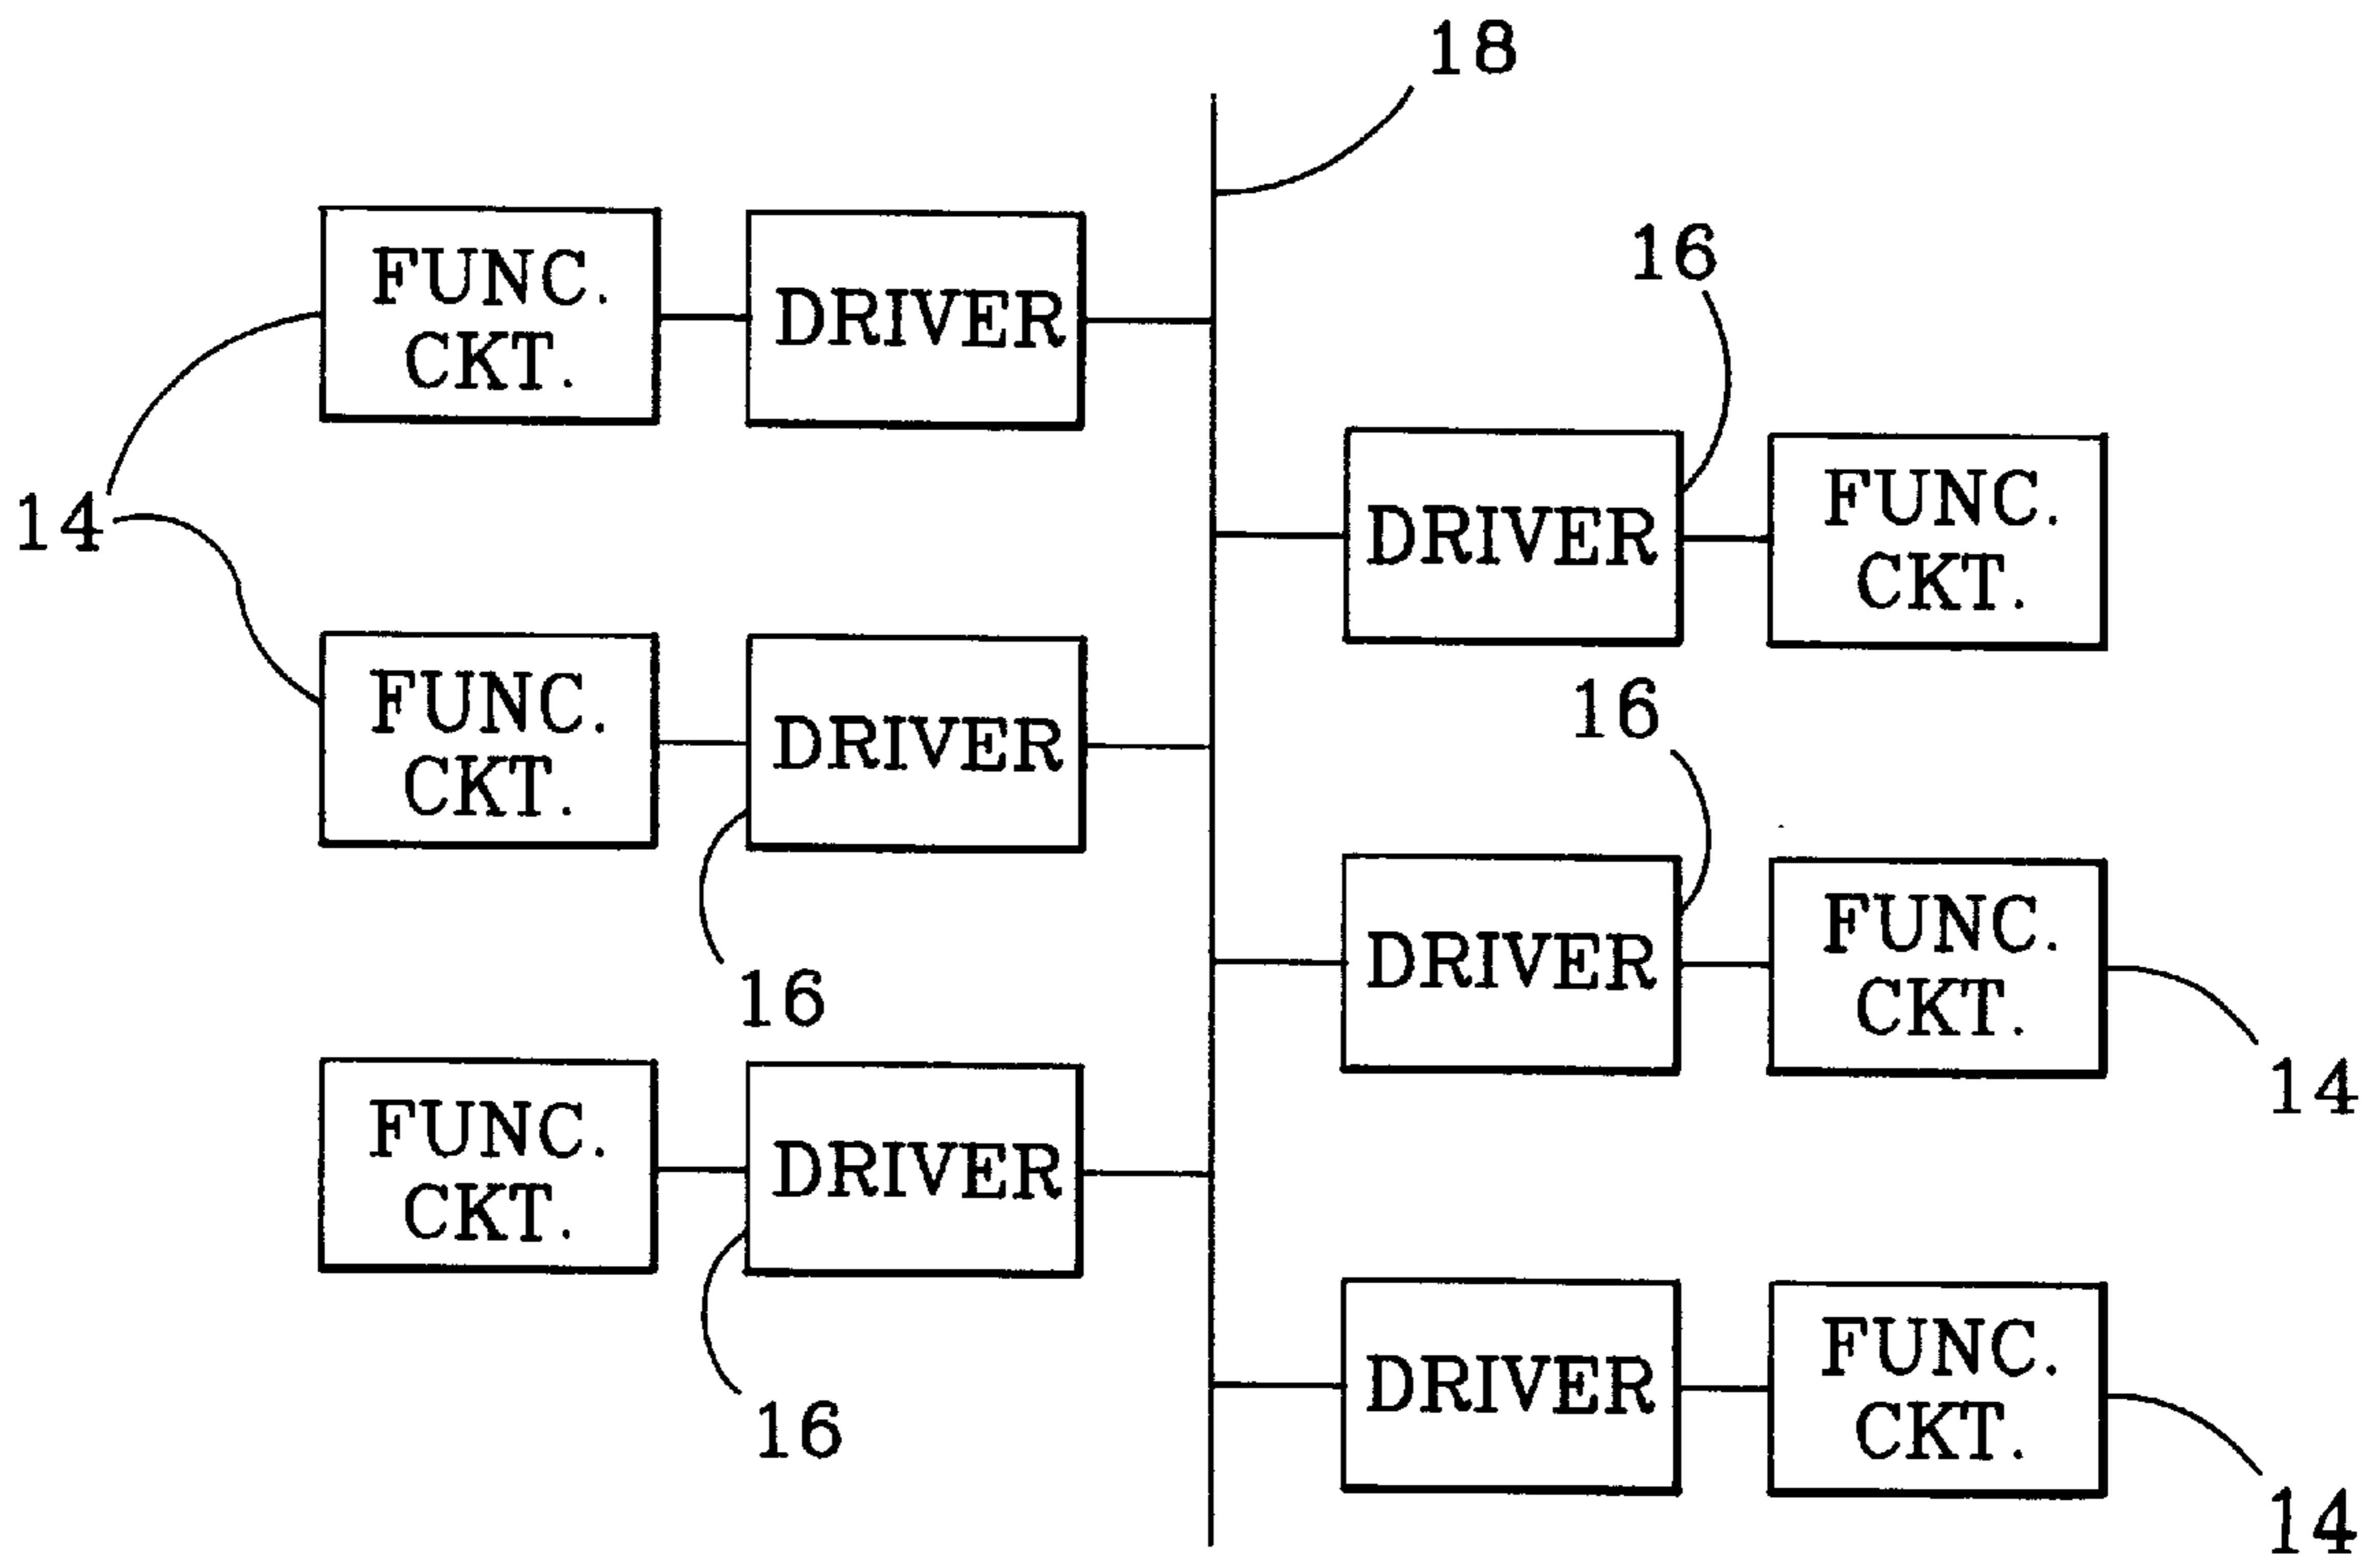 18
FUNC.
CKT.
DRIVER
16
DRIVER
FUNC.
CKT.
14
FUNC.
CKT.
DRIVER
16
16
DRIVER
FUNC.
CKT.
14
FUNC.
CKT.
DRIVER
16
DRIVER
FUNC.
CKT.
14